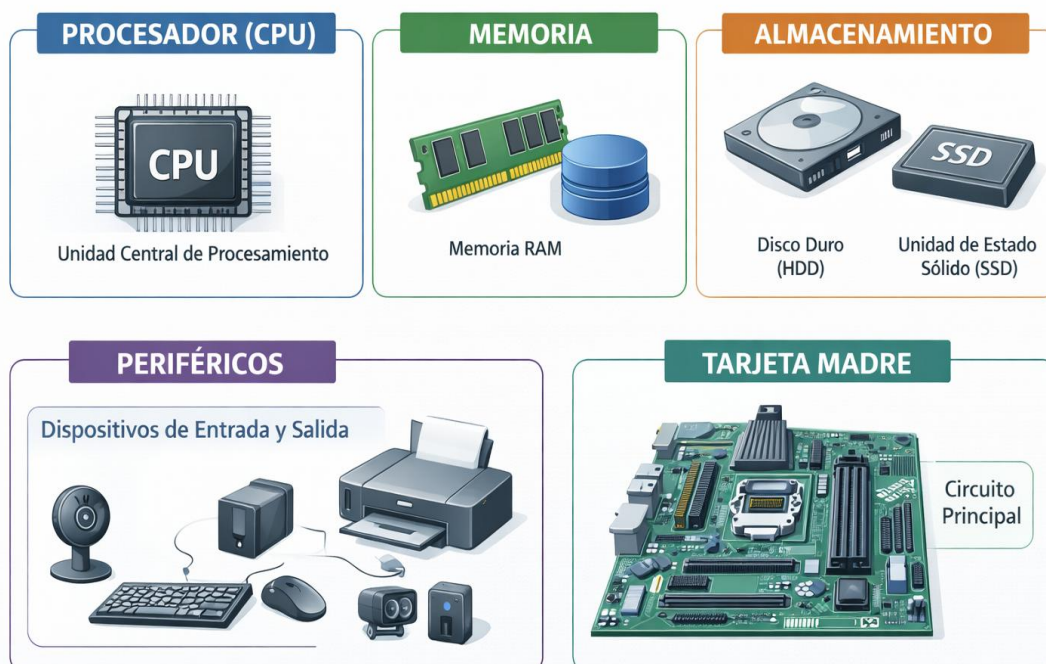 PROCESADOR (CPU)
CPU
Unidad Central de Procesamiento
MEMORIA
Memoria RAM
ALMACENAMIENTO
SSD
Disco Duro
(HDD)
Unidad de Estado
Sólido (SSD)
PERIFÉRICOS
Dispositivos de Entrada y Salida
TARJETA MADRE
Circuito
Principal